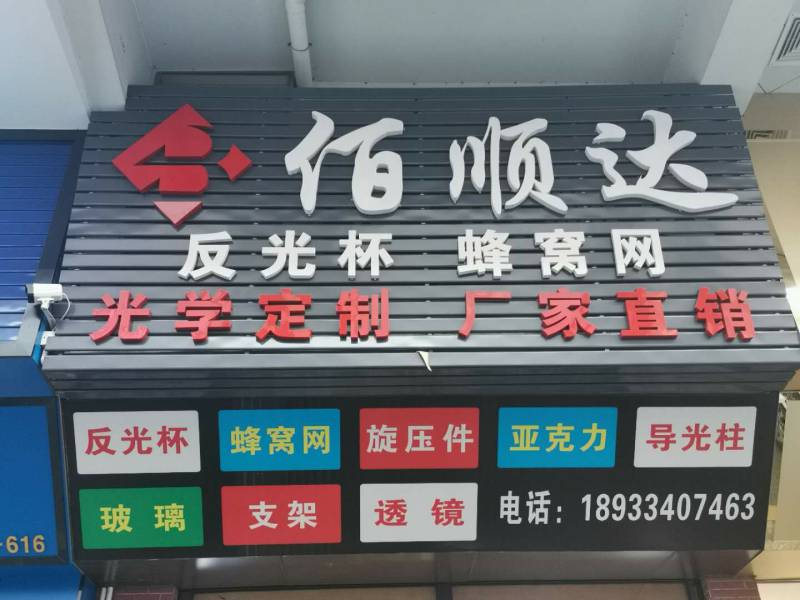 佰顺达
反光杯 蜂窝网
光学定制 厂家直销
反光杯 蜂窝网 旋压件 亚克力 导光柱
玻璃 支架 透镜 电话：18933407463
-616